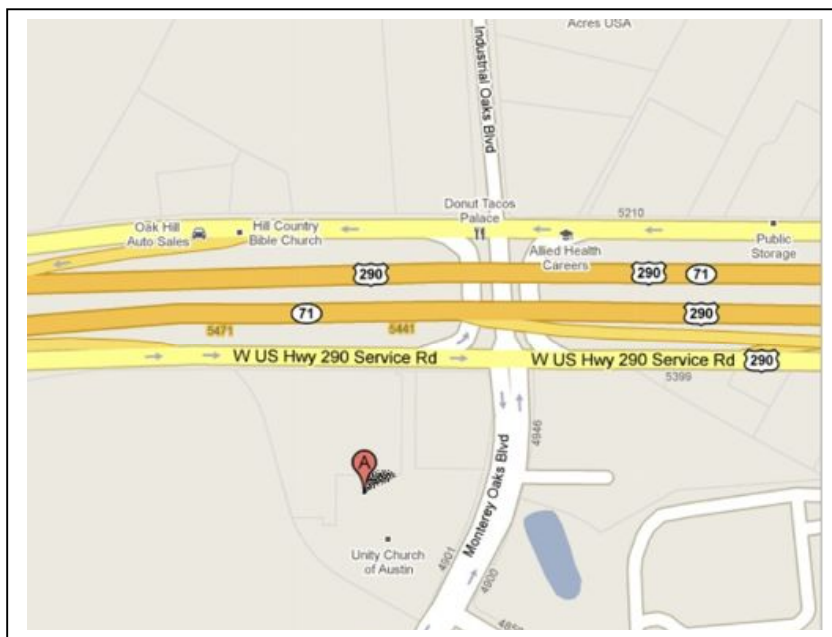 Acres USA
Industrial Oaks Blvd
Donut Tacos
Palace
5210
Oak Hill
Auto Sales
Hill Country
Bible Church
Allied Health
Careers
Public
Storage
290
290
71
71
290
5471
5441
W US Hwy 290 Service Rd
W US Hwy 290 Service Rd
290
5399
4946
A
Monterey Oaks Blvd
Unity Church
of Austin
4901
4900